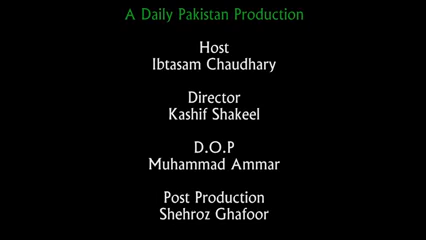 A Daily Pakistan Production
Host
Ibtasam Chaudhary
Director
Kashif Shakeel
D.O.P
Muhammad Ammar
Post Production
Shehroz Ghafoor